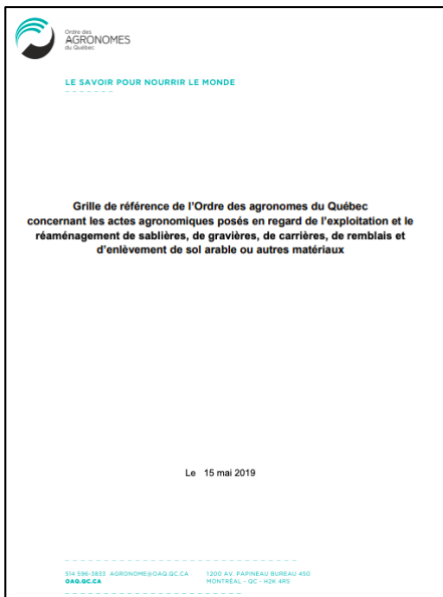 Ordre des
AGRONOMES
du Québec
LE SAVOIR POUR NOURRIR LE MONDE
Grille de référence de l'Ordre des agronomes du Québec
concernant les actes agronomiques posés en regard de l'exploitation et le
réaménagement de sablières, de gravières, de carrières, de remblais et
d'enlèvement de sol arable ou autres matériaux
Le 15 mai 2019
514 596-3833 AGRONOME@OAQ.QC.CA 1200 AV. PAPINEAU BUREAU 450
OAQ.QC.CA MONTRÉAL - QC - H2K 4R5